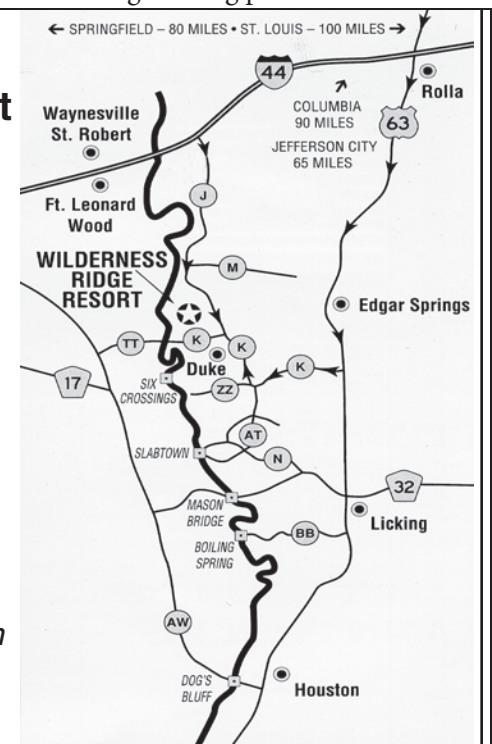 ← SPRINGFIELD – 80 MILES • ST. LOUIS – 100 MILES →
44
Rolla
COLUMBIA
90 MILES
63
JEFFERSON CITY
65 MILES
Waynesville
St. Robert
t
Ft. Leonard
Wood
J
WILDERNESS
RIDGE
RESORT
M
Edgar Springs
TT
K
K
Duke
K
17
SIX
CROSSINGS
ZZ
AT
SLABTOWN
N
32
MASON
BRIDGE
Licking
BOILING
SPRING
BB
AW
n
DOG'S
BLUFF
Houston